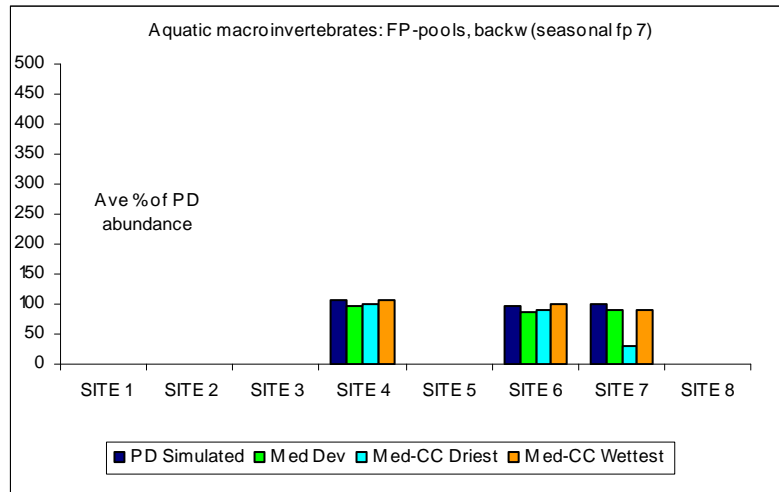 Aquatic macroinvertebrates: FP-pools, backw (seasonal fp 7)
500
450
400
350
300
250
200
150
100
50
0
Ave % of PD
abundance
SITE 1 SITE 2 SITE 3 SITE 4 SITE 5 SITE 6 SITE 7 SITE 8
PD Simulated Med Dev Med-CC Driest Med-CC Wettest